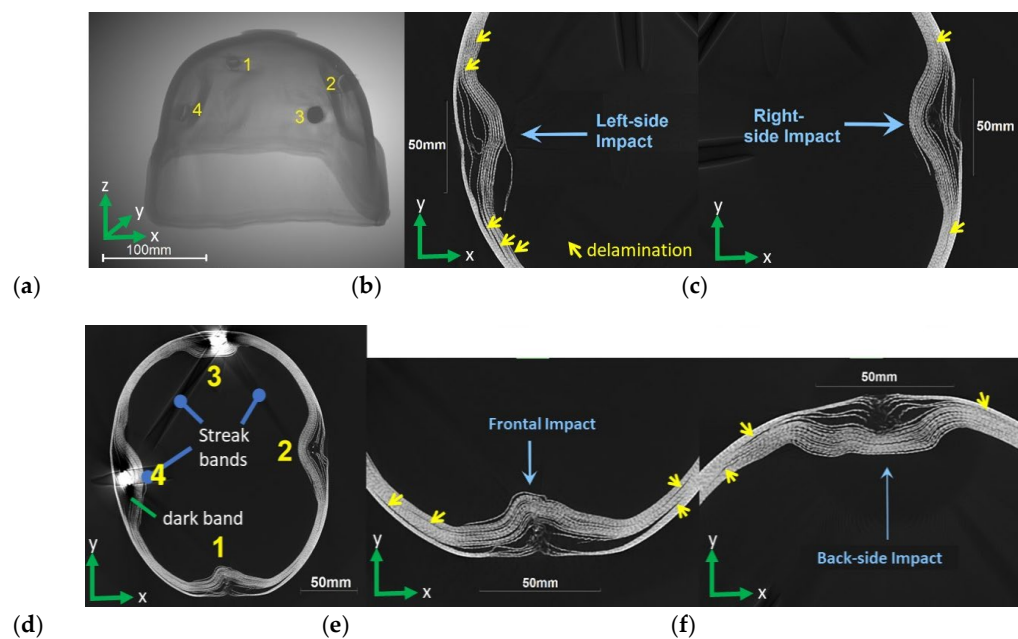 1
2
3
4
z
y
x
100mm
(a)
50mm
Left-side
Impact
y
x
delamination
(b)
Right-
side Impact
50mm
y
x
(c)
3
Streak
bands
2
4
dark band
1
y
x
50mm
(d)
Frontal Impact
y
x
50mm
(e)
50mm
Back-side Impact
y
x
(f)